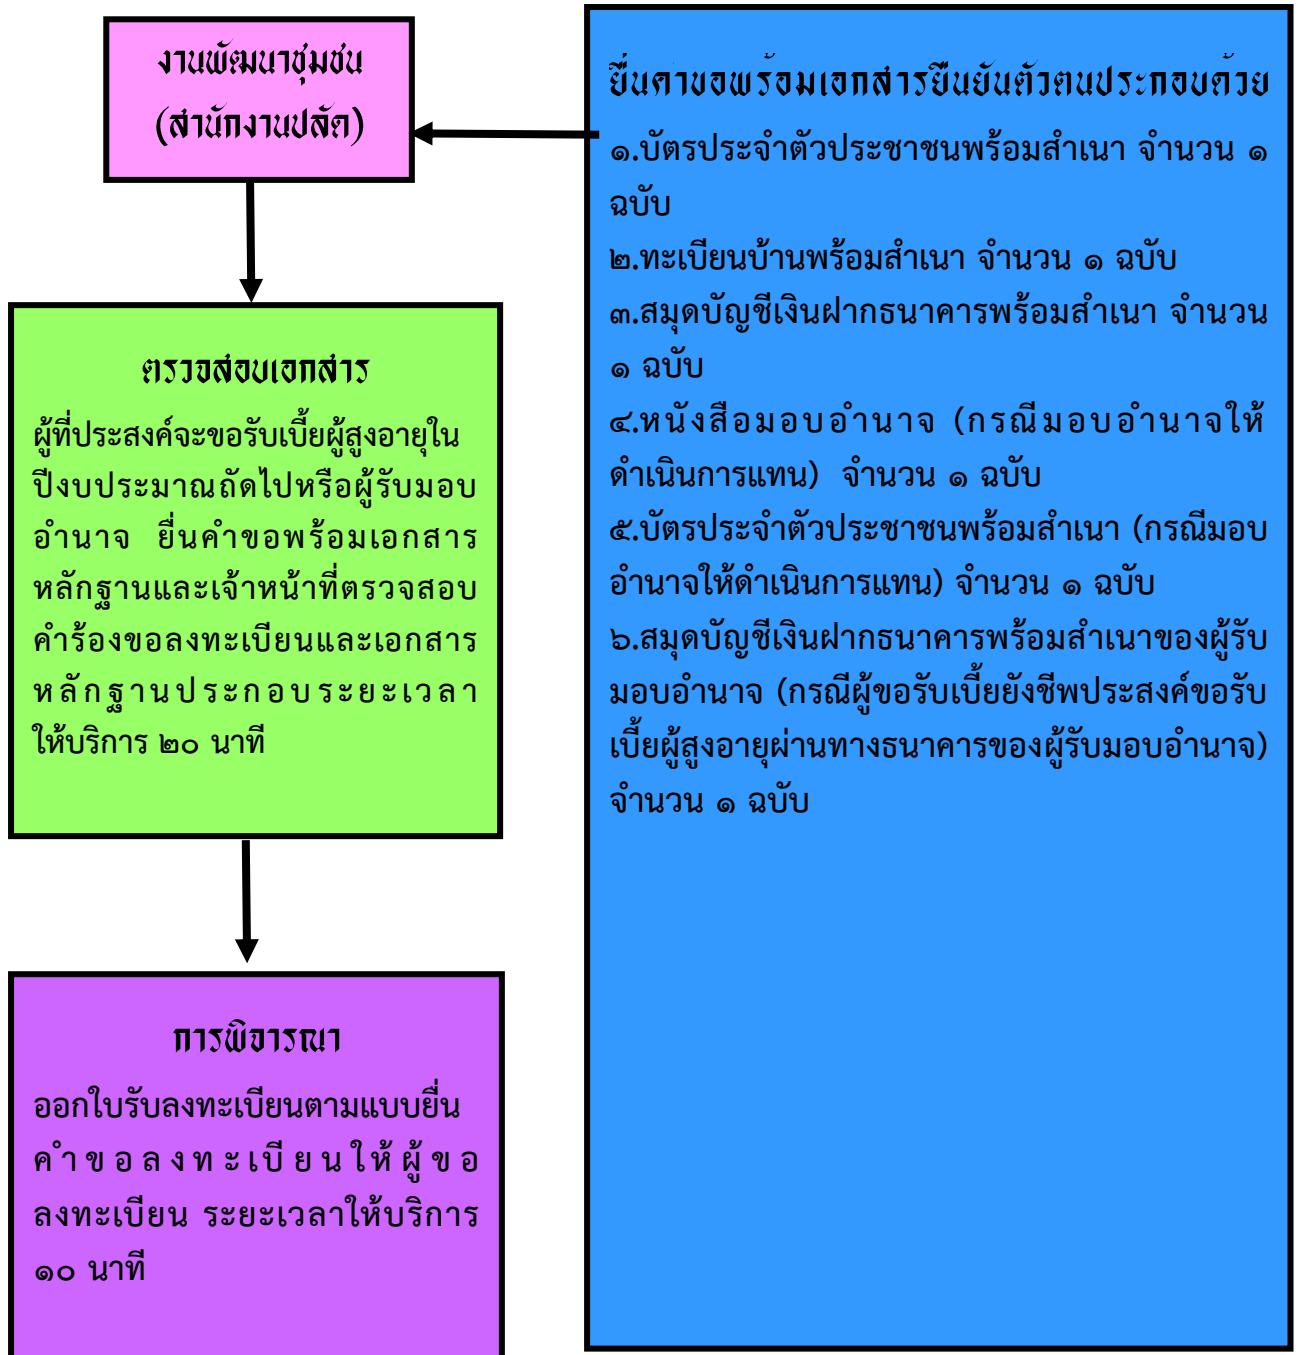 งานพัฒนาชุมชน
(สำนักงานปลัด)
ยื่นคำขอพร้อมเอกสารยืนยันตัวตนประกอบด้วย
๑.บัตรประจำตัวประชาชนพร้อมสำเนา จำนวน ๑
ฉบับ
๒.ทะเบียนบ้านพร้อมสำเนา จำนวน ๑ ฉบับ
๓.สมุดบัญชีเงินฝากธนาคารพร้อมสำเนา จำนวน
๑ ฉบับ
๔.หนังสือมอบอำนาจ (กรณีมอบอำนาจให้
ดำเนินการแทน) จำนวน ๑ ฉบับ
๕.บัตรประจำตัวประชาชนพร้อมสำเนา (กรณีมอบ
อำนาจให้ดำเนินการแทน) จำนวน ๑ ฉบับ
๖.สมุดบัญชีเงินฝากธนาคารพร้อมสำเนาของผู้รับ
มอบอำนาจ (กรณีผู้ขอรับเบี้ยยังชีพประสงค์ขอรับ
เบี้ยผู้สูงอายุผ่านทางธนาคารของผู้รับมอบอำนาจ)
จำนวน ๑ ฉบับ
ตรวจสอบเอกสาร
ผู้ที่ประสงค์จะขอรับเบี้ยผู้สูงอายุใน
ปีงบประมาณถัดไปหรือผู้รับมอบ
อำนาจ ยื่นคำขอพร้อมเอกสาร
หลักฐานและเจ้าหน้าที่ตรวจสอบ
คำร้องขอลงทะเบียนและเอกสาร
หลักฐานประกอบระยะเวลา
ให้บริการ ๒๐ นาที
การพิจารณา
ออกใบรับลงทะเบียนตามแบบยื่น
คำขอลงทะเบียนให้ผู้ขอ
ลงทะเบียน ระยะเวลาให้บริการ
๑๐ นาที